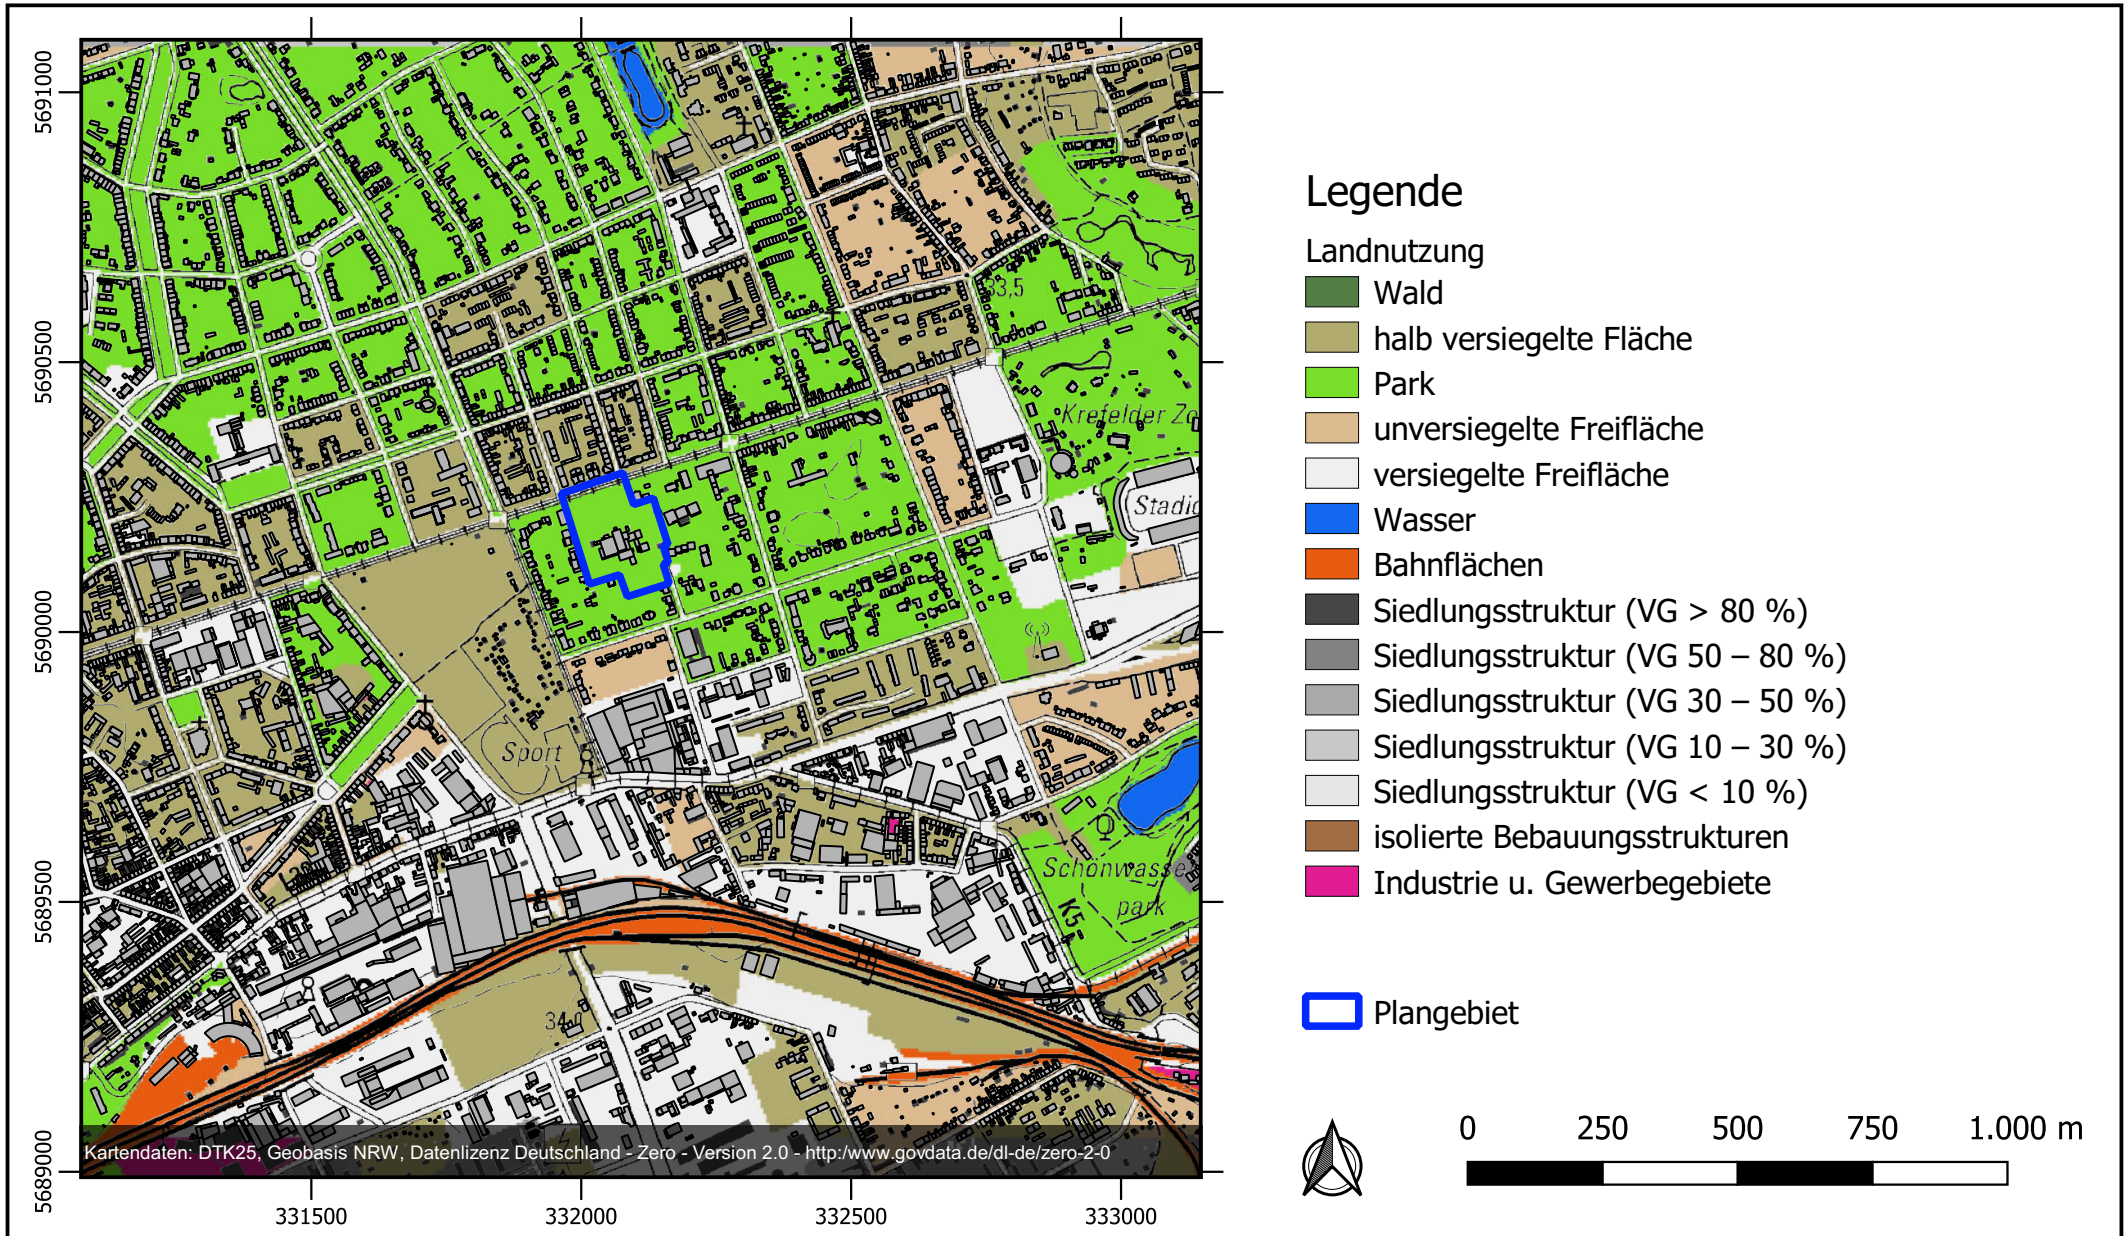 5691000
5690500
5690000
5689500
5689000
33,5
Krefelder Zo
Stadio
Sport
Schönwasse
park
K5
34,0
Kartendaten: DTK25, Geobasis NRW, Datenlizenz Deutschland - Zero - Version 2.0 - http:/www.govdata.de/dl-de/zero-2-0
331500
332000
332500
333000
Legende
Landnutzung
Wald
halb versiegelte Fläche
Park
unversiegelte Freifläche
versiegelte Freifläche
Wasser
Bahnflächen
Siedlungsstruktur (VG > 80 %)
Siedlungsstruktur (VG 50 – 80 %)
Siedlungsstruktur (VG 30 – 50 %)
Siedlungsstruktur (VG 10 – 30 %)
Siedlungsstruktur (VG < 10 %)
isolierte Bebauungsstrukturen
Industrie u. Gewerbegebiete
Plangebiet
0 250 500 750 1.000 m